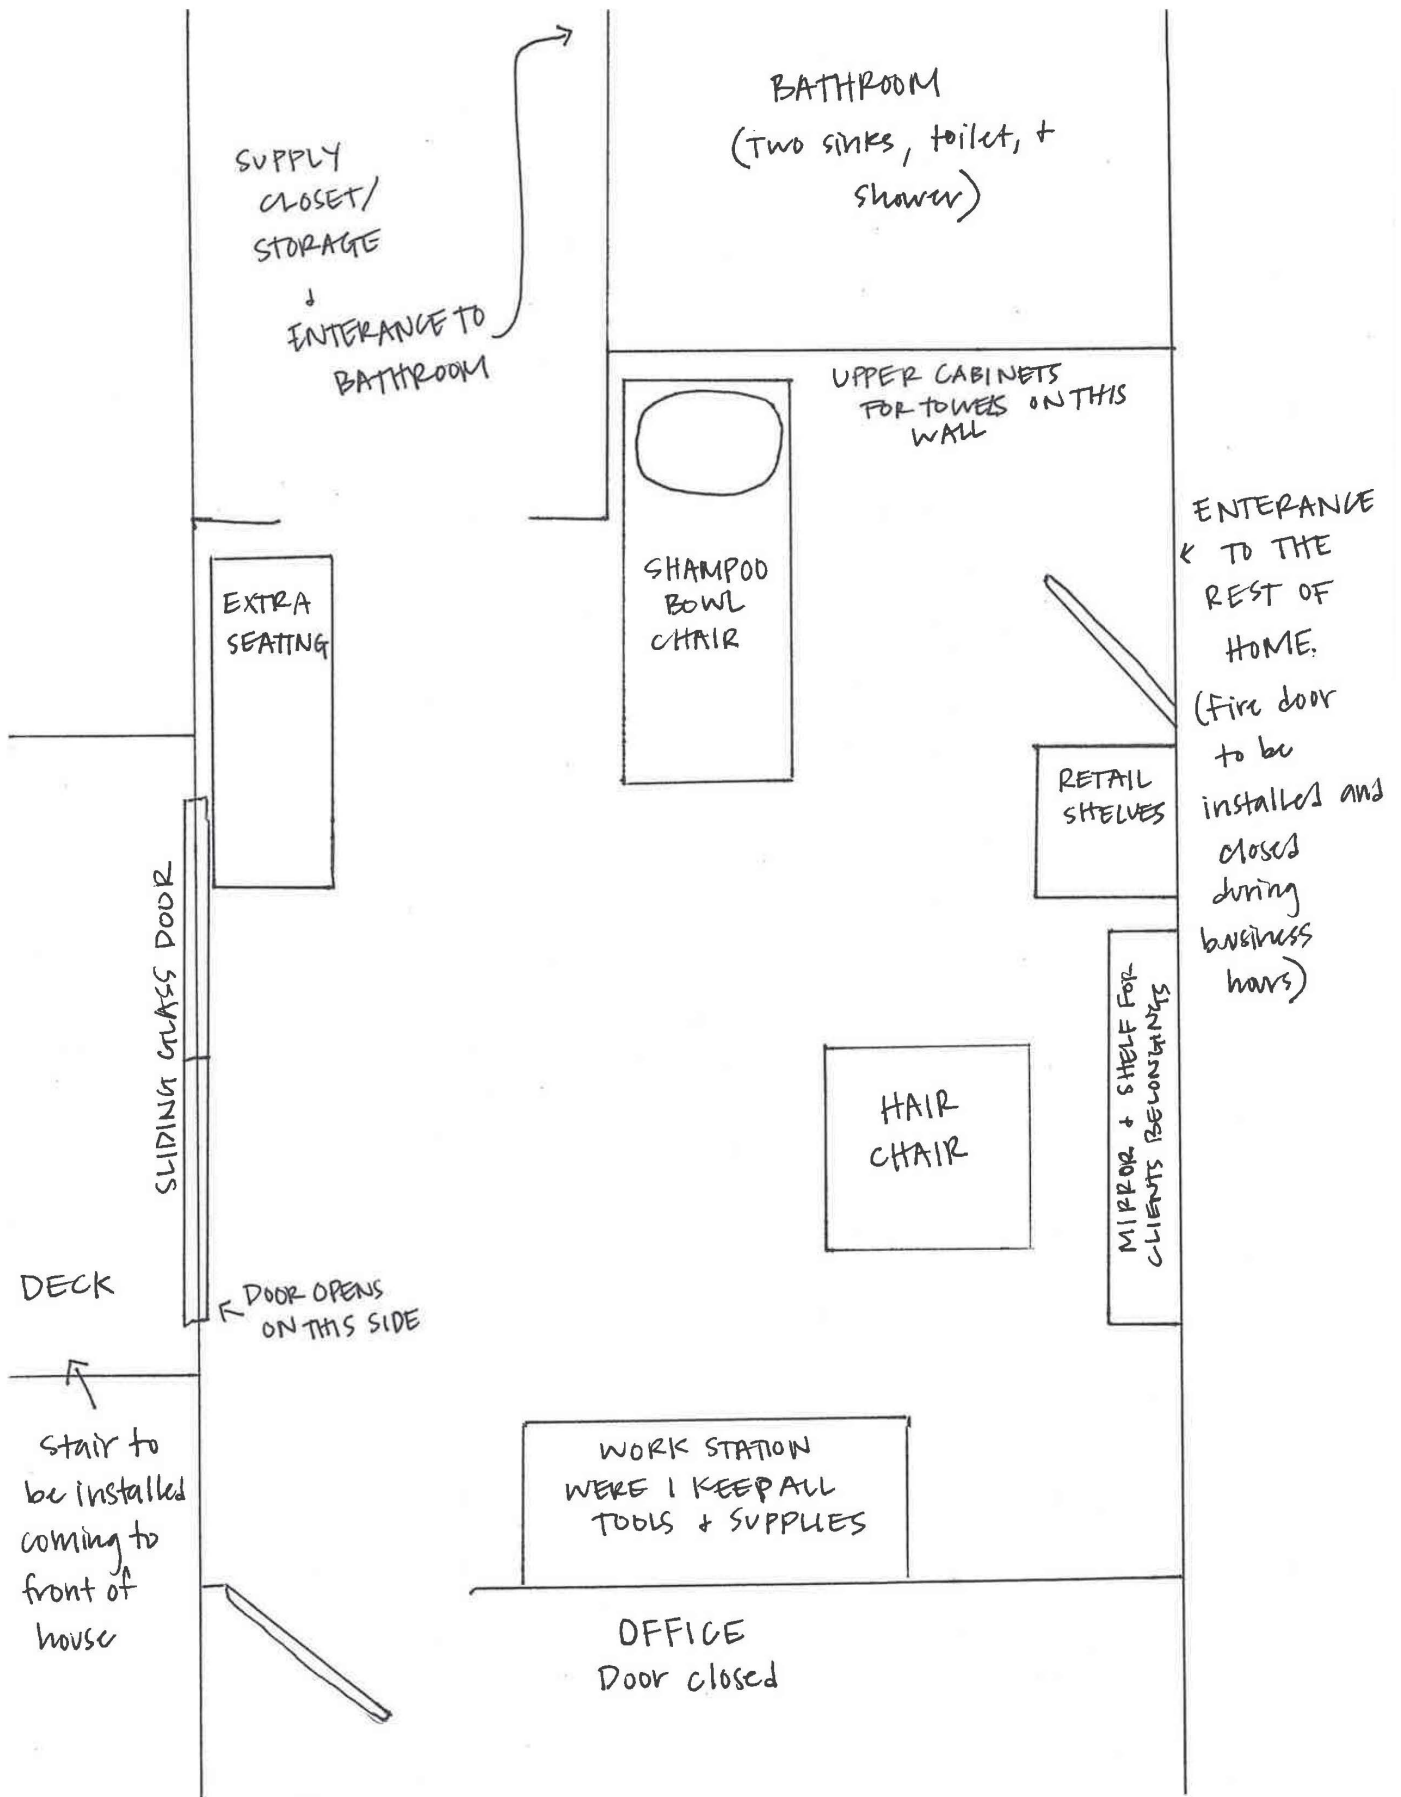 BATHROOM
(Two sinks, toilet, +
shower)
SUPPLY
CLOSET/
STORAGE
+
ENTERANCE TO
BATHROOM
UPPER CABINETS
FOR TOWELS ON THIS
WALL
SHAMPOO
BOWL
CHAIR
EXTRA
SEATING
ENTERANCE
TO THE
REST OF
HOME.
(Fire door
to be
installed and
closed
during
business
hours)
RETAIL
SHELVES
SLIDING GLASS DOOR
MIRROR + SHELF FOR
CLIENTS BELONGINGS
HAIR
CHAIR
DECK
DOOR OPENS
ON THIS SIDE
stair to
be installed
coming to
front of
house
WORK STATION
WERE I KEEP ALL
TOOLS + SUPPLIES
OFFICE
Door closed